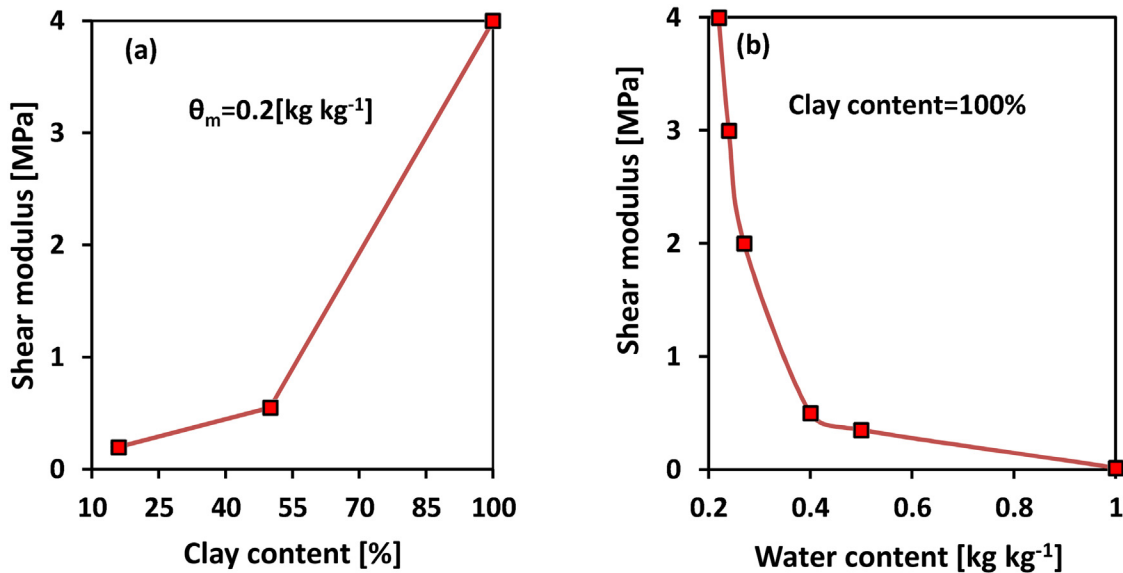 (a)
θm=0.2[kg kg-1]
Shear modulus [MPa]
4
3
2
1
0
10 25 40 55 70 85 100
Clay content [%]
(b)
Clay content=100%
Shear modulus [MPa]
4
3
2
1
0
0.2 0.4 0.6 0.8 1
Water content [kg kg-1]